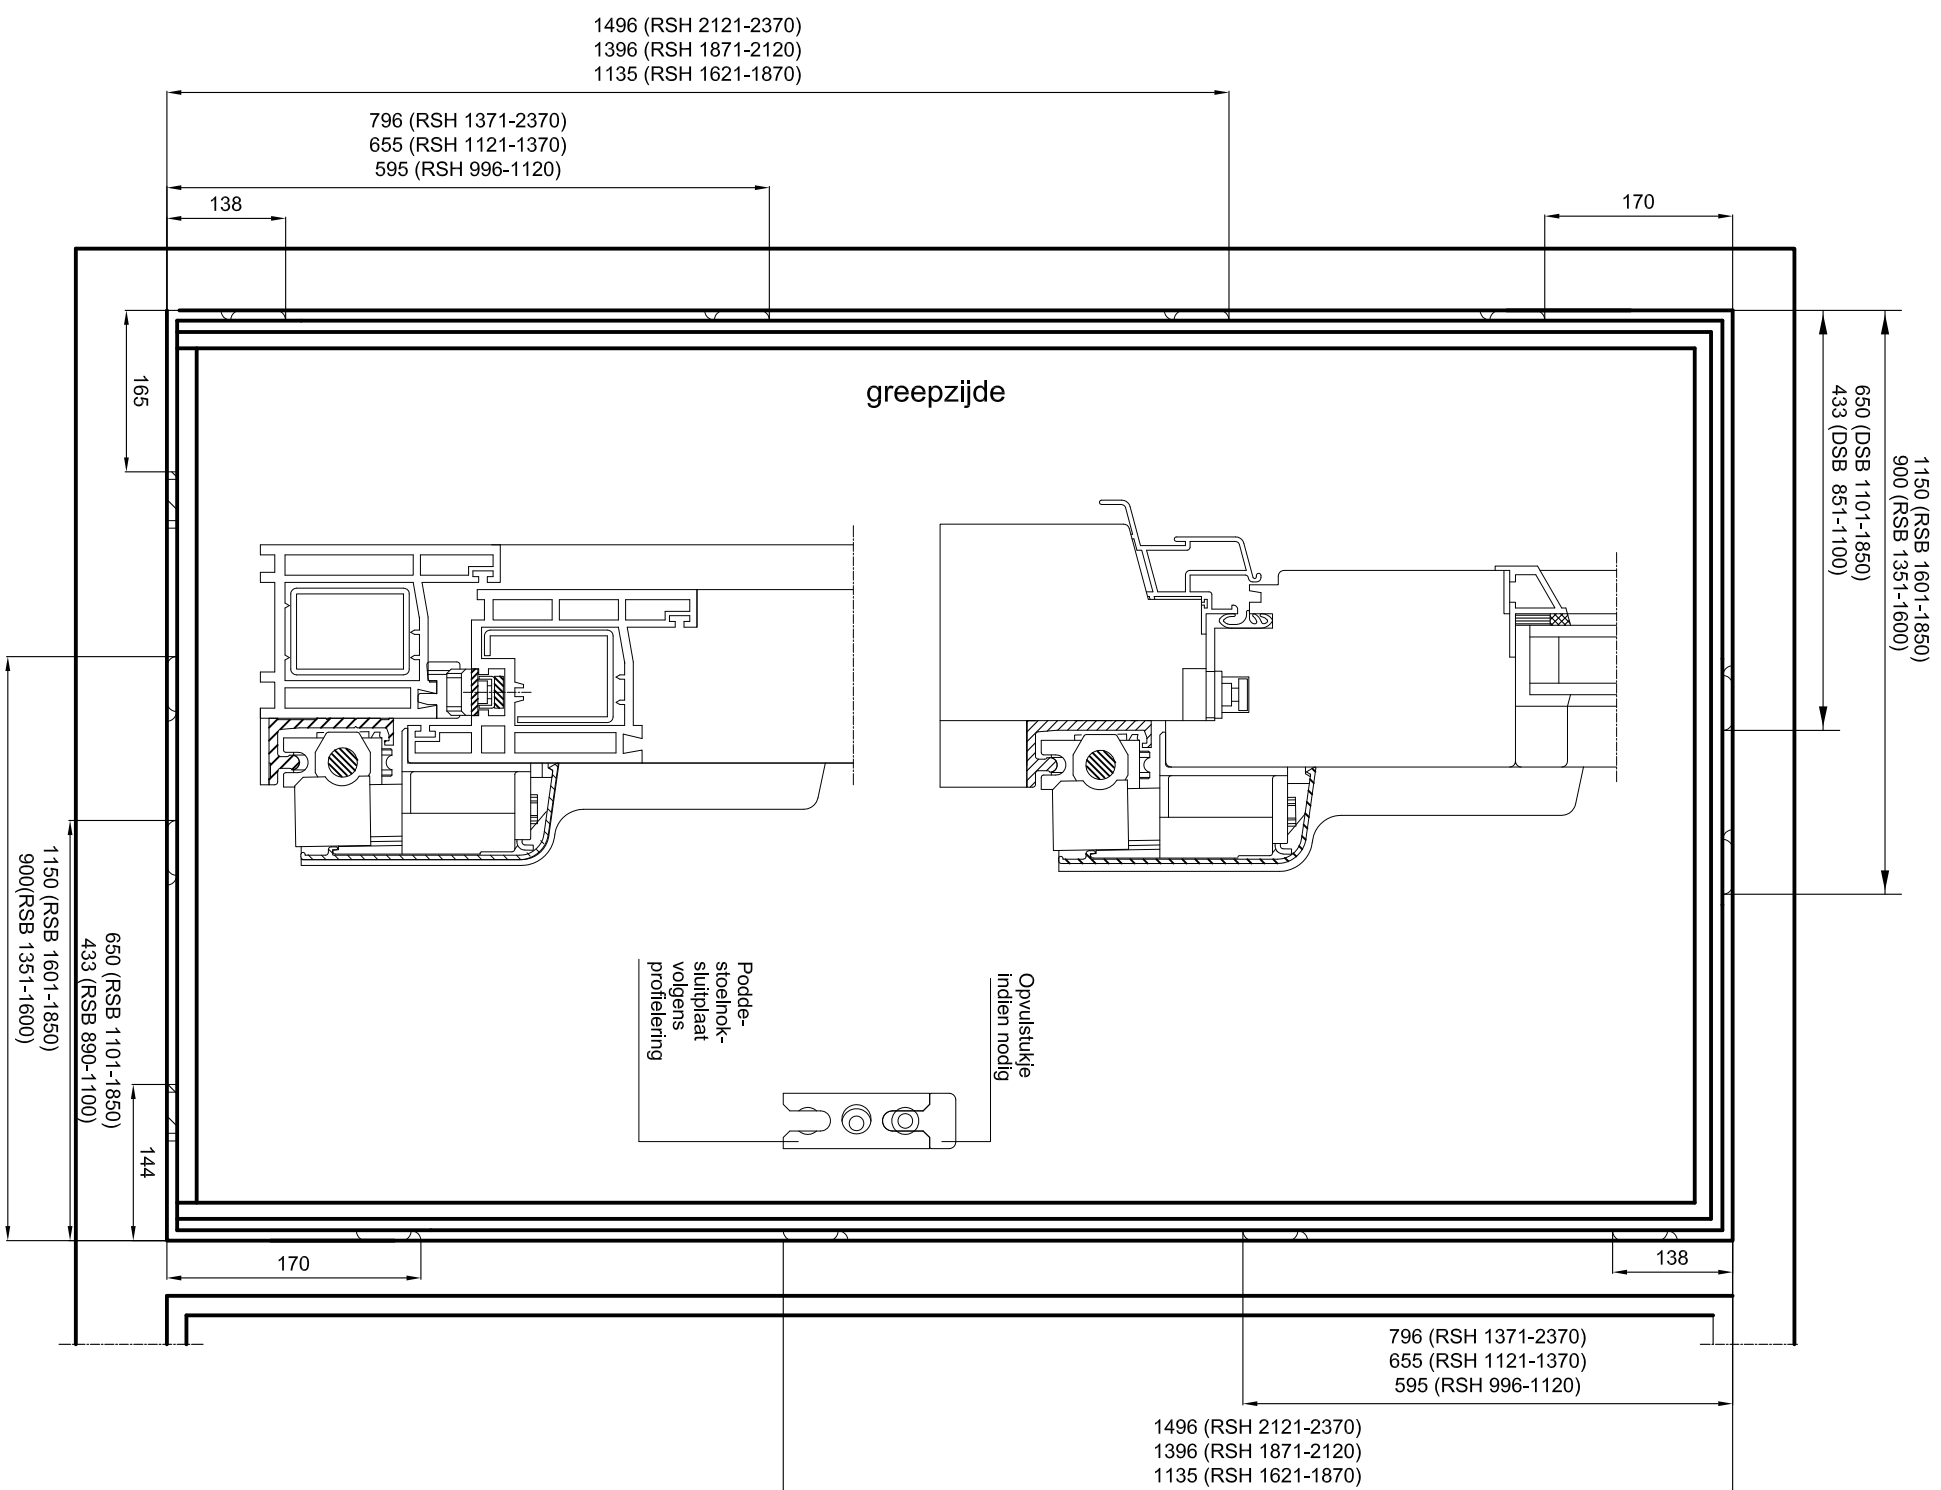 1496 (RSH 2121-2370)
1396 (RSH 1871-2120)
1135 (RSH 1621-1870)
796 (RSH 1371-2370)
655 (RSH 1121-1370)
595 (RSH 996-1120)
138
170
165
greepzijde
650 (DSB 1101-1850)
433 (DSB 851-1100)
1150 (RSB 1601-1850)
900 (RSB 1351-1600)
Podde-
stoelnok-
sluitplaat
volgens
profielering
Opvulstukje
indien nodig
1150 (RSB 1601-1850)
900(RSB 1351-1600)
650 (RSB 1101-1850)
433 (RSB 890-1100)
144
170
138
796 (RSH 1371-2370)
655 (RSH 1121-1370)
595 (RSH 996-1120)
1496 (RSH 2121-2370)
1396 (RSH 1871-2120)
1135 (RSH 1621-1870)